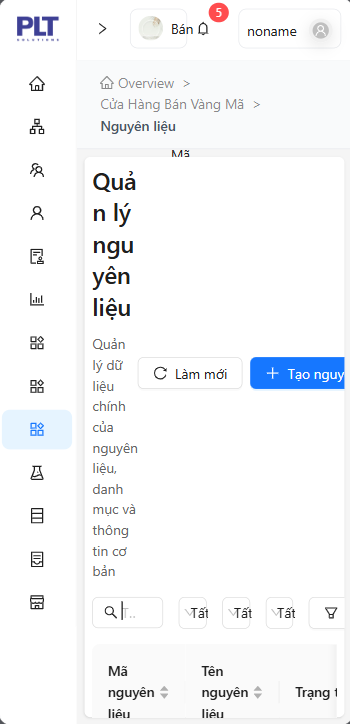 PLT
SOLUTIONS
Bán
5
noname
Overview >
Cửa Hàng Bán Vàng Mã >
Nguyên liệu
Mã
Quả
n lý
ngu
yên
liệu
Quản
lý dữ
liệu
chính
của
nguyên
liệu,
danh
mục và
thông
tin cơ
bản
Làm mới
Tạo nguy
T..
Tất
Tất
Tất
Mã
nguyên
liệu
Tên
nguyên
liệu
Trạng t